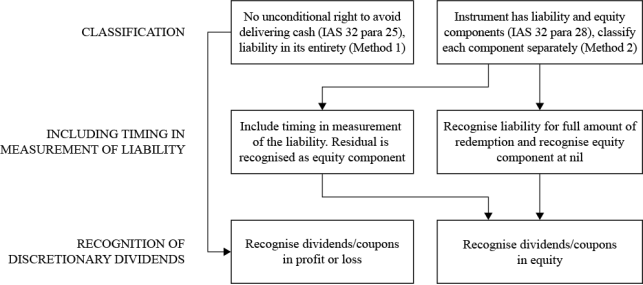 CLASSIFICATION
No unconditional right to avoid
delivering cash (IAS 32 para 25),
liability in its entirety (Method 1)
Instrument has liability and equity
components (IAS 32 para 28), classify
each component separately (Method 2)
INCLUDING TIMING IN
MEASUREMENT OF LIABILITY
Include timing in measurement
of the liability. Residual is
recognised as equity component
Recognise liability for full amount of
redemption and recognise equity
component at nil
RECOGNITION OF
DISCRETIONARY DIVIDENDS
Recognise dividends/coupons
in profit or loss
Recognise dividends/coupons
in equity